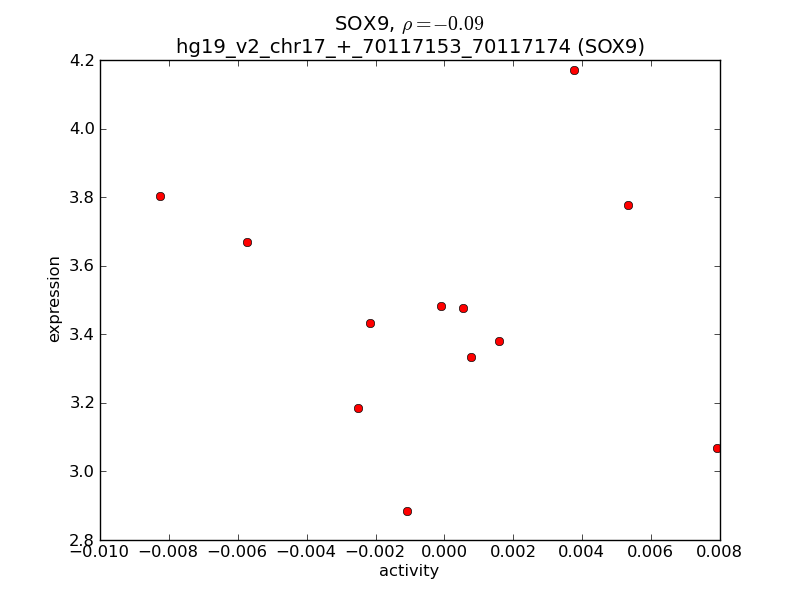 SOX9, ρ=−0.09
hg19_v2_chr17_+_70117153_70117174 (SOX9)
4.2
4.0
3.8
3.6
3.4
3.2
3.0
2.8
expression
−0.010 −0.008 −0.006 −0.004 −0.002 0.000 0.002 0.004 0.006 0.008
activity